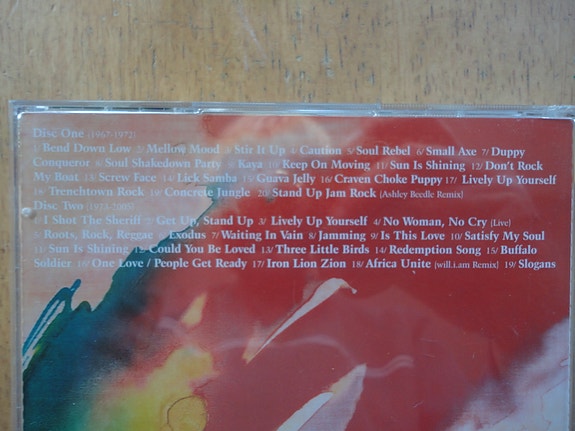 Disc One (1967-1972)
1/ Bend Down Low 2/ Mellow Mood 3/ Stir It Up 4/ Caution 5/ Soul Rebel 6/ Small Axe 7/ Duppy
Conqueror 8/ Soul Shakedown Party 9/ Kaya 10/ Keep On Moving 11/ Sun Is Shining 12/ Don't Rock
My Boat 13/ Screw Face 14/ Lick Samba 15/ Guava Jelly 16/ Craven Choke Puppy 17/ Lively Up Yourself
18/ Trenchtown Rock 19/ Concrete Jungle 20/ Stand Up Jam Rock (Ashley Beedle Remix)
Disc Two (1973-2005)
1/ I Shot The Sheriff 2/ Get Up, Stand Up 3/ Lively Up Yourself 4/ No Woman, No Cry (Live)
5/ Roots, Rock, Reggae 6/ Exodus 7/ Waiting In Vain 8/ Jamming 9/ Is This Love 10/ Satisfy My Soul
11/ Sun Is Shining 12/ Could You Be Loved 13/ Three Little Birds 14/ Redemption Song 15/ Buffalo
Soldier 16/ One Love / People Get Ready 17/ Iron Lion Zion 18/ Africa Unite (will.i.am Remix) 19/ Slogans